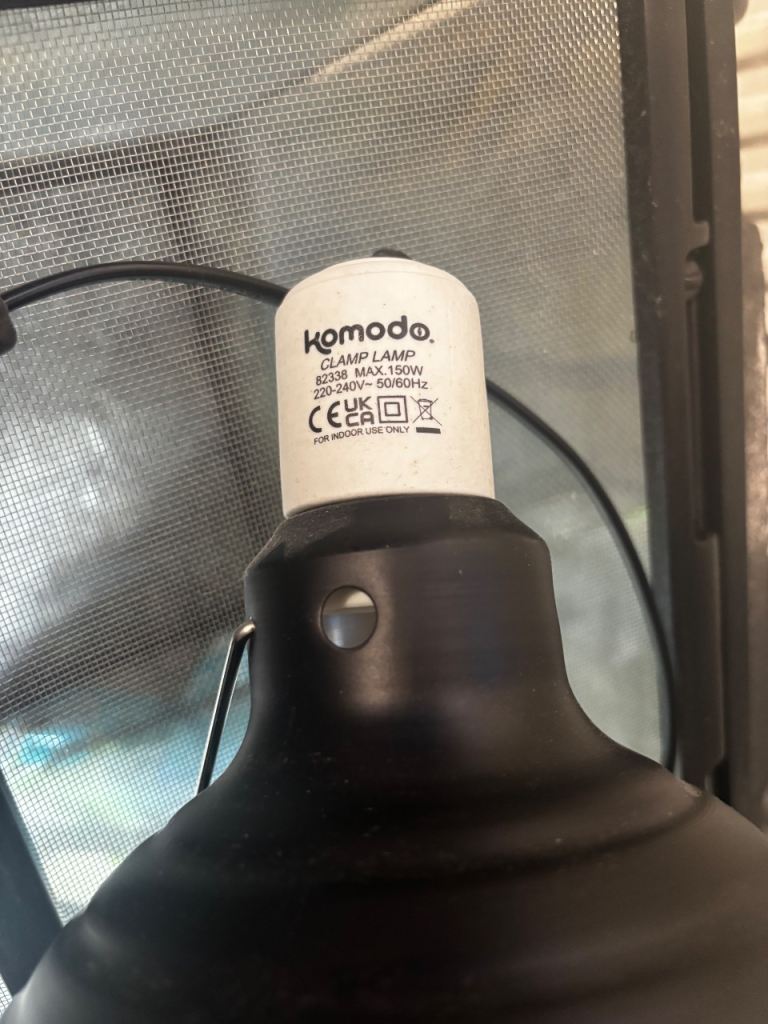 komodo
CLAMP LAMP
82338 MAX.150W
220-240V~ 50/60Hz
CE UK CA
FOR INDOOR USE ONLY